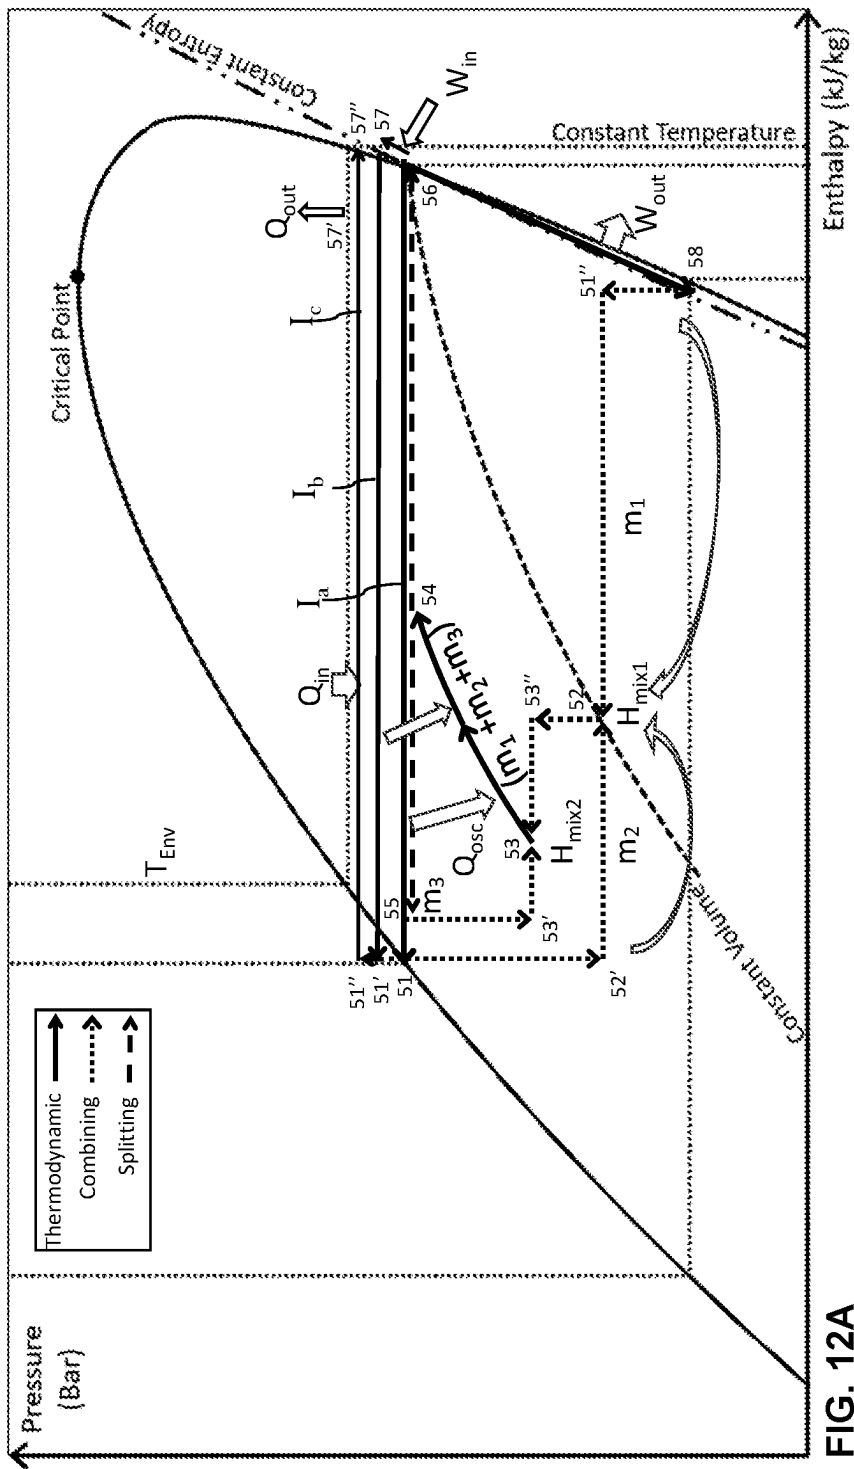 Pressure
(Bar)
Thermodynamic
Combining
Splitting
T_Env
Critical Point
Constant Entropy
Q_out
57'
57''
57
W_in
I_c
I_b
I_a
Q_in
51''
51'
51
55
m_3
54
56
Q_osc
(m_1+m_2+m_3)
53
53'
53''
H_mix2
52
52'
m_2
H_mix1
m_1
51''
58
W_out
Constant Volume
Constant Temperature
Enthalpy (kJ/kg)
FIG. 12A